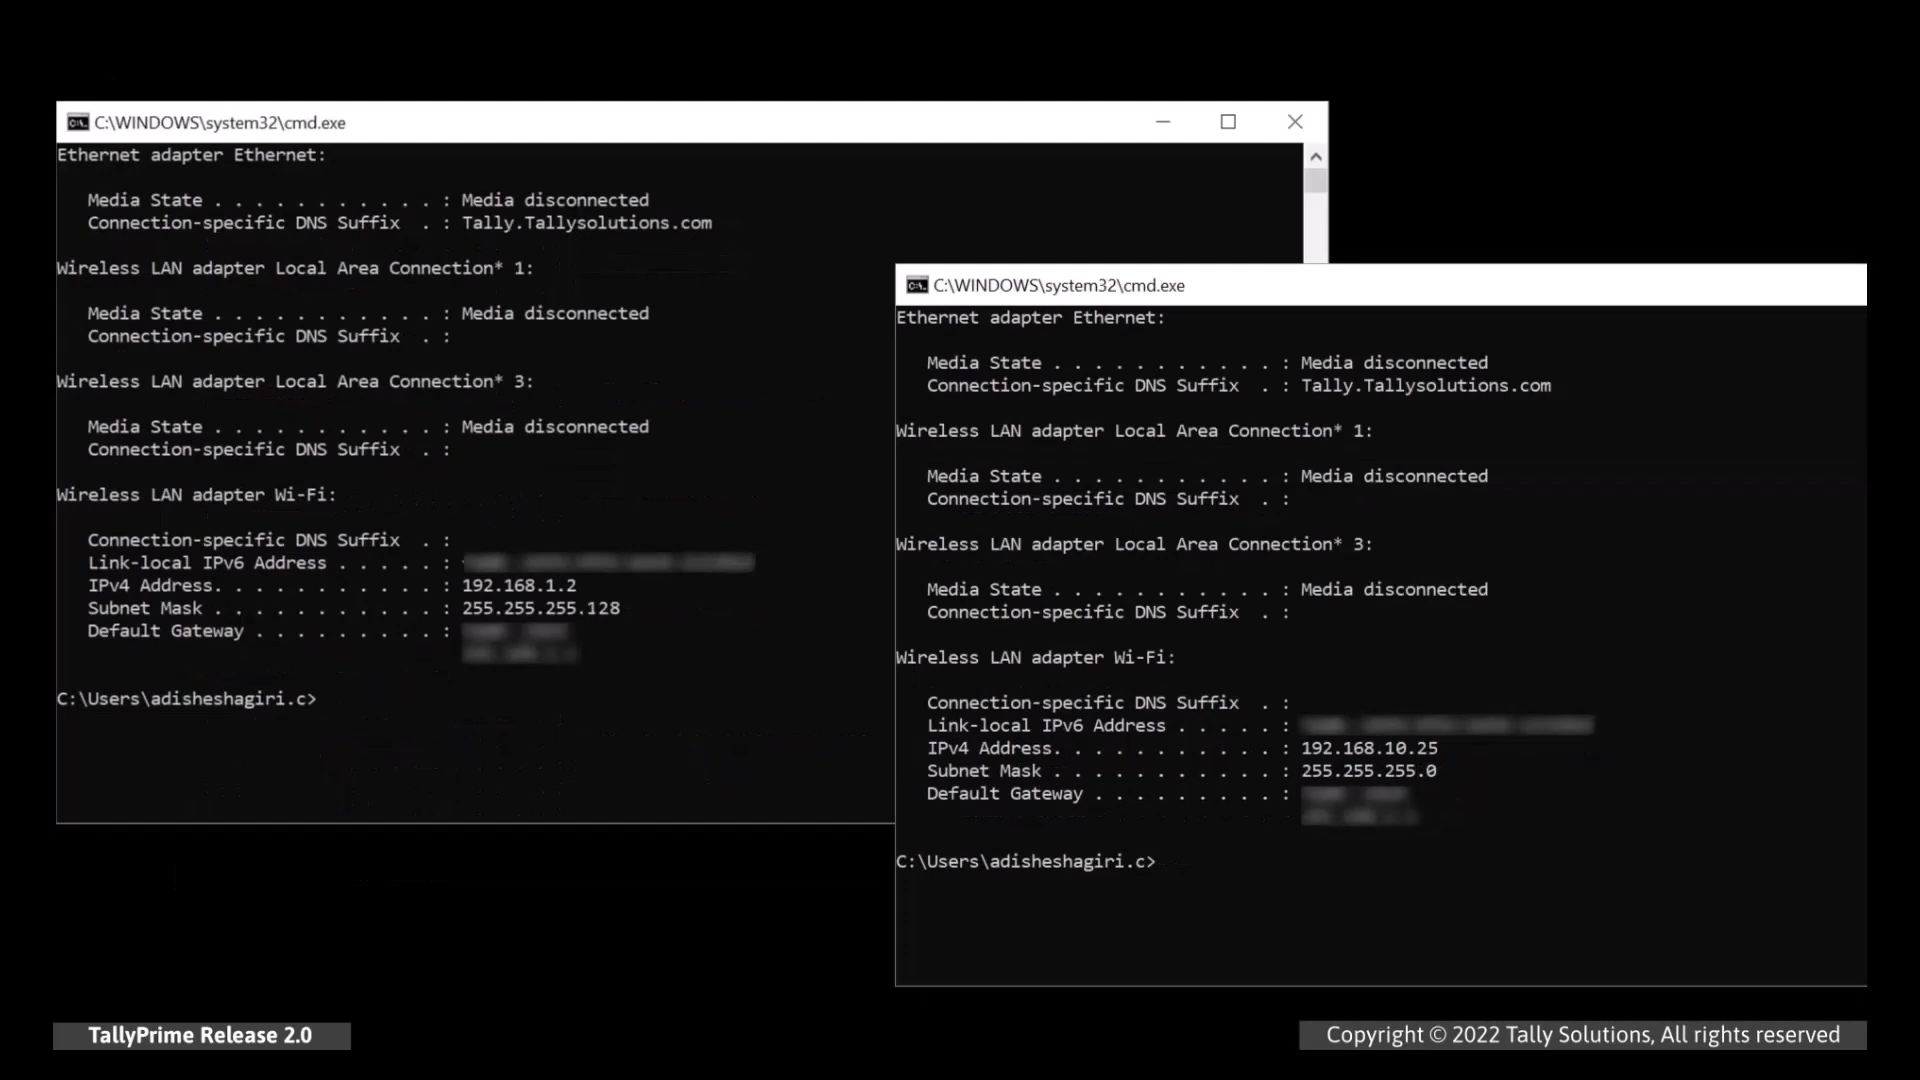 C:\WINDOWS\system32\cmd.exe
Ethernet adapter Ethernet:
Media State . . . . . . . . . . . : Media disconnected
Connection-specific DNS Suffix  . : Tally.Tallysolutions.com
Wireless LAN adapter Local Area Connection* 1:
Media State . . . . . . . . . . . : Media disconnected
Connection-specific DNS Suffix  . :
Wireless LAN adapter Local Area Connection* 3:
Media State . . . . . . . . . . . : Media disconnected
Connection-specific DNS Suffix  . :
Wireless LAN adapter Wi-Fi:
Connection-specific DNS Suffix  . :
Link-local IPv6 Address . . . . . :
IPv4 Address. . . . . . . . . . . : 192.168.1.2
Subnet Mask . . . . . . . . . . . : 255.255.255.128
Default Gateway . . . . . . . . . :
C:\Users\adisheshagiri.c>
C:\WINDOWS\system32\cmd.exe
Ethernet adapter Ethernet:
Media State . . . . . . . . . . . : Media disconnected
Connection-specific DNS Suffix  . : Tally.Tallysolutions.com
Wireless LAN adapter Local Area Connection* 1:
Media State . . . . . . . . . . . : Media disconnected
Connection-specific DNS Suffix  . :
Wireless LAN adapter Local Area Connection* 3:
Media State . . . . . . . . . . . : Media disconnected
Connection-specific DNS Suffix  . :
Wireless LAN adapter Wi-Fi:
Connection-specific DNS Suffix  . :
Link-local IPv6 Address . . . . . :
IPv4 Address. . . . . . . . . . . : 192.168.10.25
Subnet Mask . . . . . . . . . . . : 255.255.255.0
Default Gateway . . . . . . . . . :
C:\Users\adisheshagiri.c>
TallyPrime Release 2.0
Copyright © 2022 Tally Solutions, All rights reserved